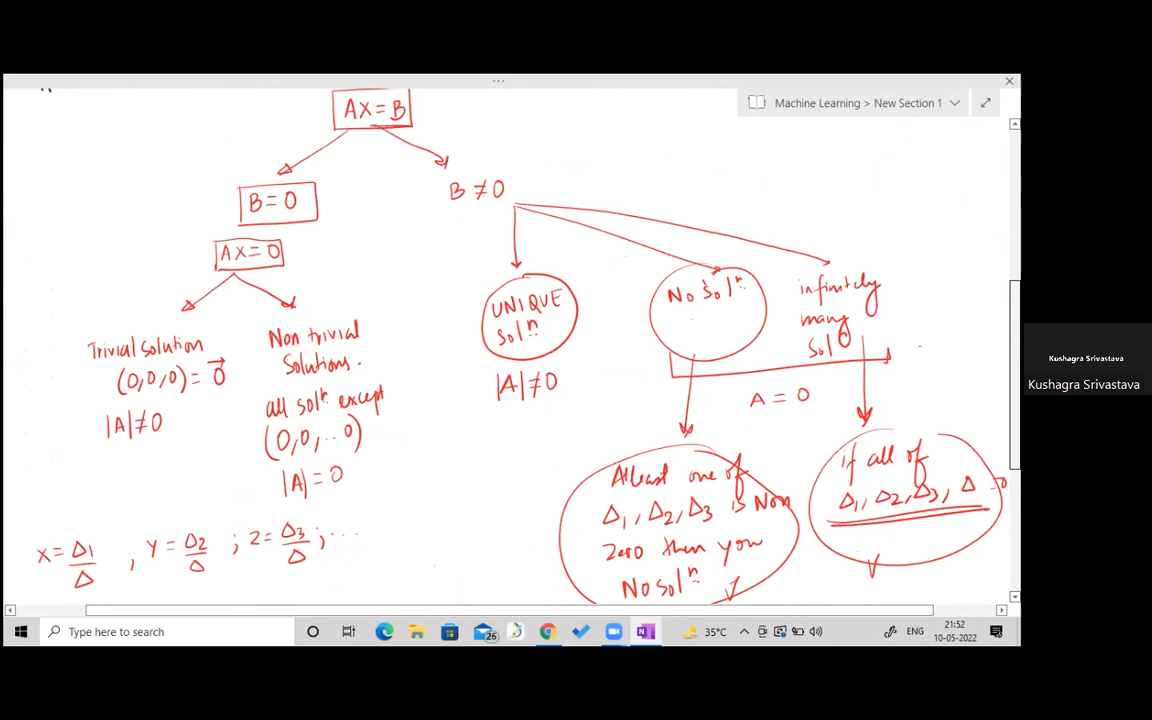 Machine Learning > New Section 1
AX = B
B = 0
B ≠ 0
AX = 0
Trivial solution
(0,0,0) = 0⃗
|A| ≠ 0
Non trivial
Solutions.
all solⁿ except
(0,0,...0)
|A| = 0
UNIQUE
Solⁿ
|A| ≠ 0
No Solⁿ
infinitely
many
Solⁿ
A = 0
Atleast one of
Δ1, Δ2, Δ3 is Non
Zero then you
No solⁿ
if all of
Δ1, Δ2, Δ3, Δ = 0
X = Δ1/Δ , Y = Δ2/Δ ; Z = Δ3/Δ ; ...
Kushagra Srivastava
Kushagra Srivastava
Type here to search
26
35°C
ENG
21:52
10-05-2022